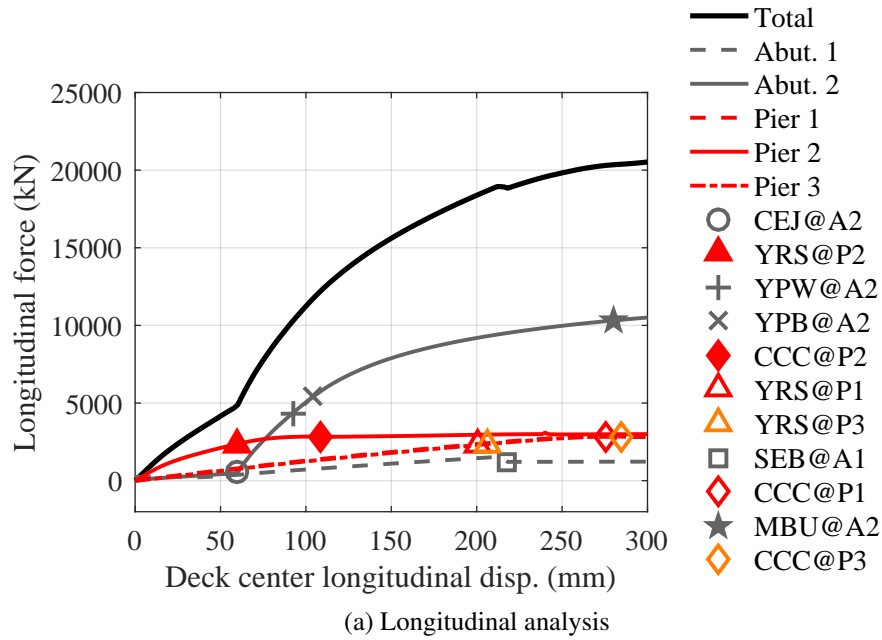 Total
Abut. 1
Abut. 2
Pier 1
Pier 2
Pier 3
CEJ@A2
YRS@P2
YPW@A2
YPB@A2
CCC@P2
YRS@P1
YRS@P3
SEB@A1
CCC@P1
MBU@A2
CCC@P3
Longitudinal force (kN)
25000
20000
15000
10000
5000
0
0 50 100 150 200 250 300
Deck center longitudinal disp. (mm)
(a) Longitudinal analysis